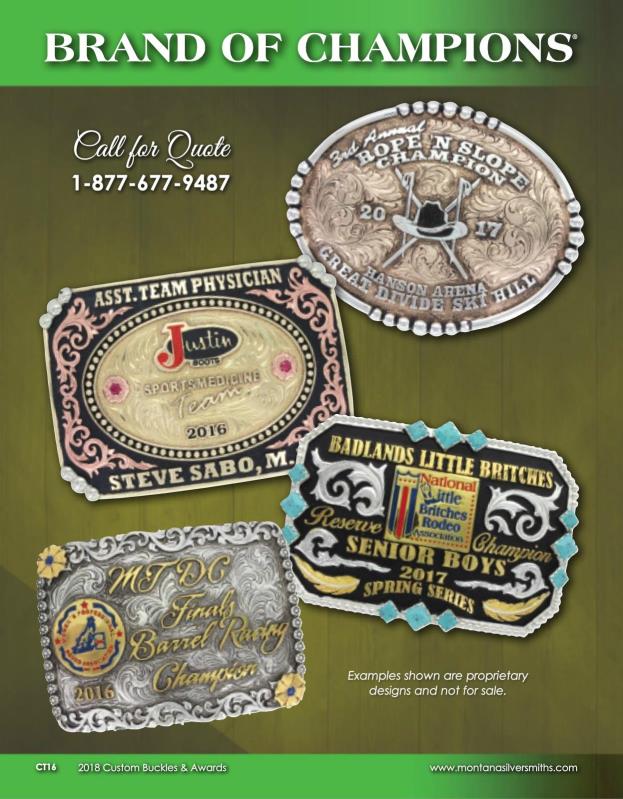 BRAND OF CHAMPIONS®
Call for Quote
1-877-677-9487
3rd Annual
ROPE N SLOPE
CHAMPION
20 17
HANSON ARENA
GREAT DIVIDE SKI HILL
ASST. TEAM PHYSICIAN
Justin
BOOTS
SPORTSMEDICINE
Team
2016
STEVE SABO, M.
BADLANDS LITTLE BRITCHES
National
Little
Britches
Rodeo
Association
Reserve Champion
SENIOR BOYS
2017
SPRING SERIES
MT DC
Finals
Barrel Racing
Champion
2016
Examples shown are proprietary
designs and not for sale.
CT16 2018 Custom Buckles & Awards www.montanasilversmiths.com